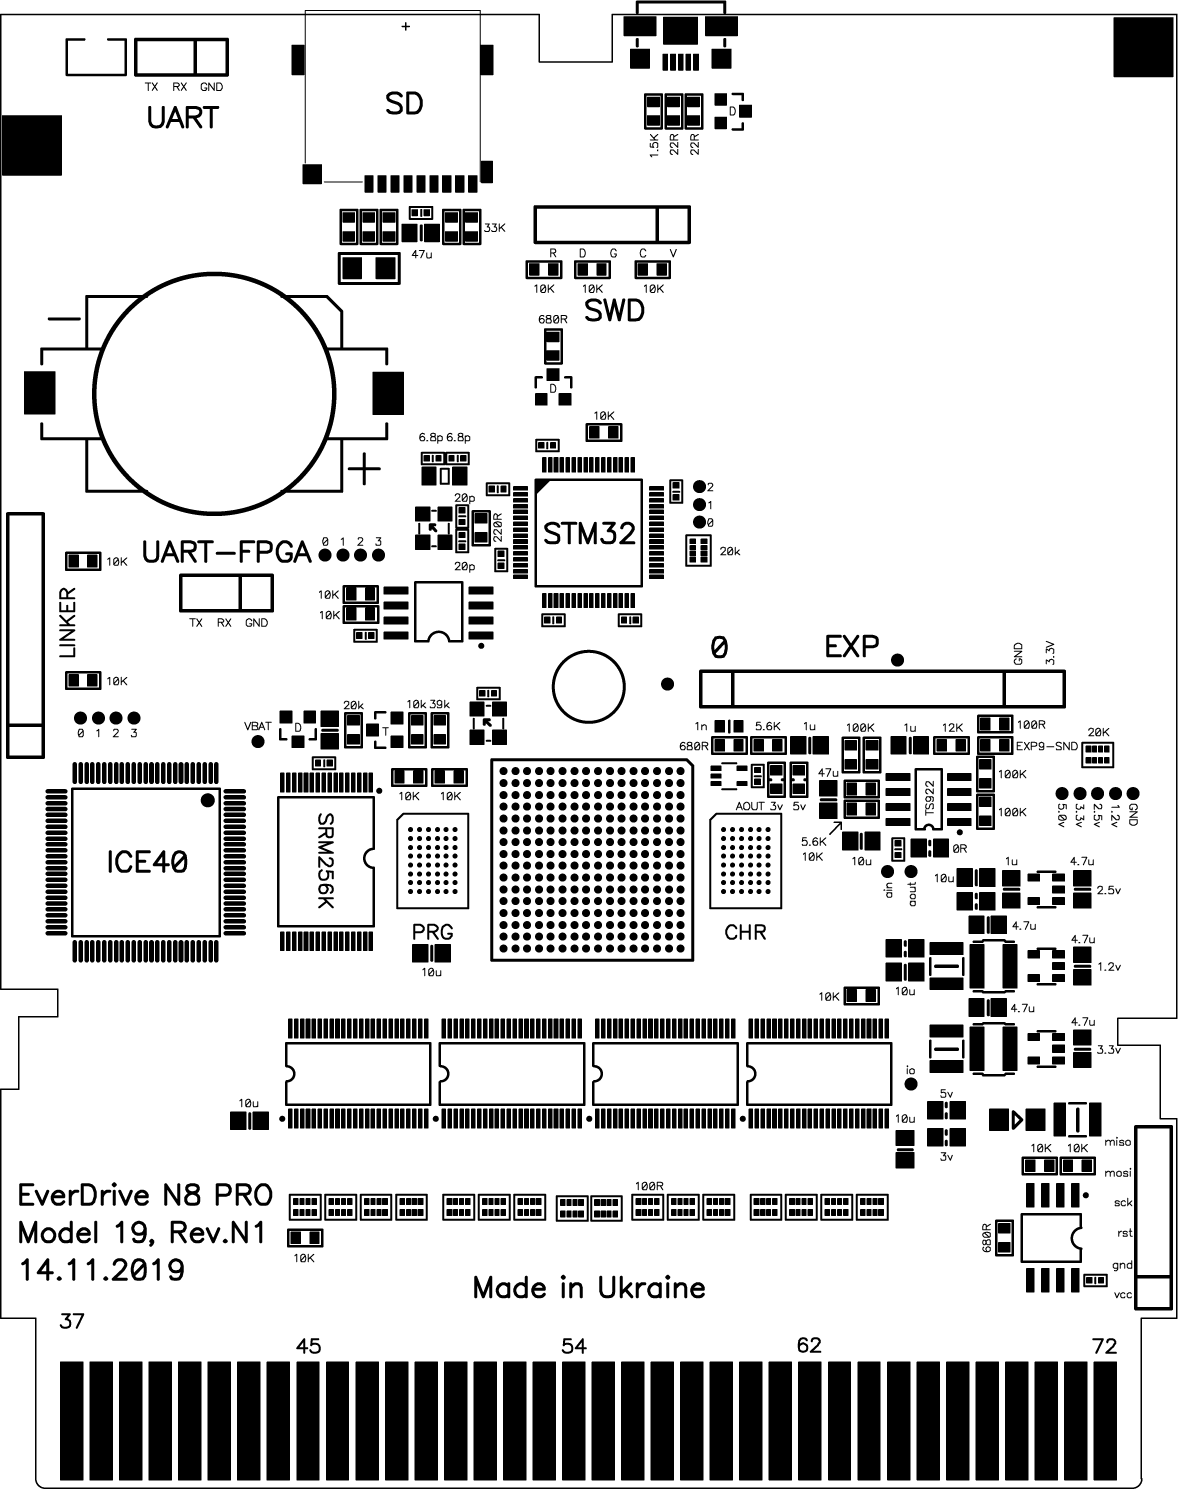 TX RX GND
UART
SD
D
1.5K 22R 22R
33K
47u
R D G C V
10K 10K 10K
SWD
680R
D
10K
6.8p 6.8p
20p
220R
20p
STM32
2
1
0
20k
UART-FPGA
0 1 2 3
10K
TX RX GND
10K
10K
LINKER
10K
0 1 2 3
0 EXP GND 3.3V
VBAT
D
20k
T
10k 39k
1n 5.6K 1u 100K 1u 12K 100R
680R
EXP9-SND
20K
47u
100K
AOUT 3v 5v
TS922
100K
5.0v 3.3v 2.5v 1.2v GND
5.6K
10K
10u
0R
10K 10K
ICE40
SRM256K
PRG
10u
CHR
ain aout
10u 1u 4.7u
2.5v
4.7u
4.7u
1.2v
10u
10K
4.7u
4.7u
3.3v
io
10u
5v
10u
3v
10K 10K
miso
mosi
sck
rst
gnd
vcc
680R
100R
EverDrive N8 PRO
Model 19, Rev.N1
14.11.2019
10K
Made in Ukraine
37 45 54 62 72